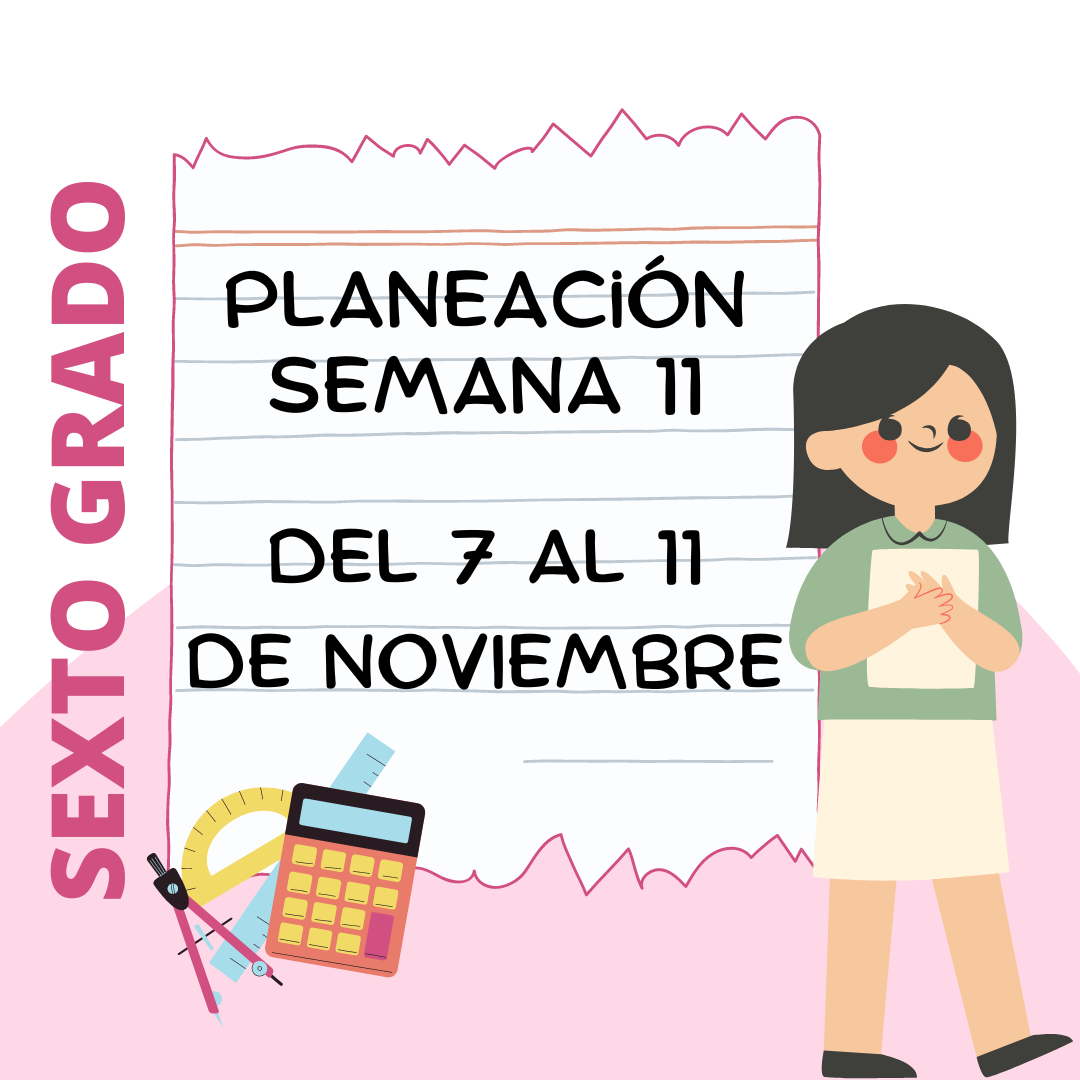 SEXTO GRADO
PLANEACIÓN
SEMANA 11
DEL 7 AL 11
DE NOVIEMBRE